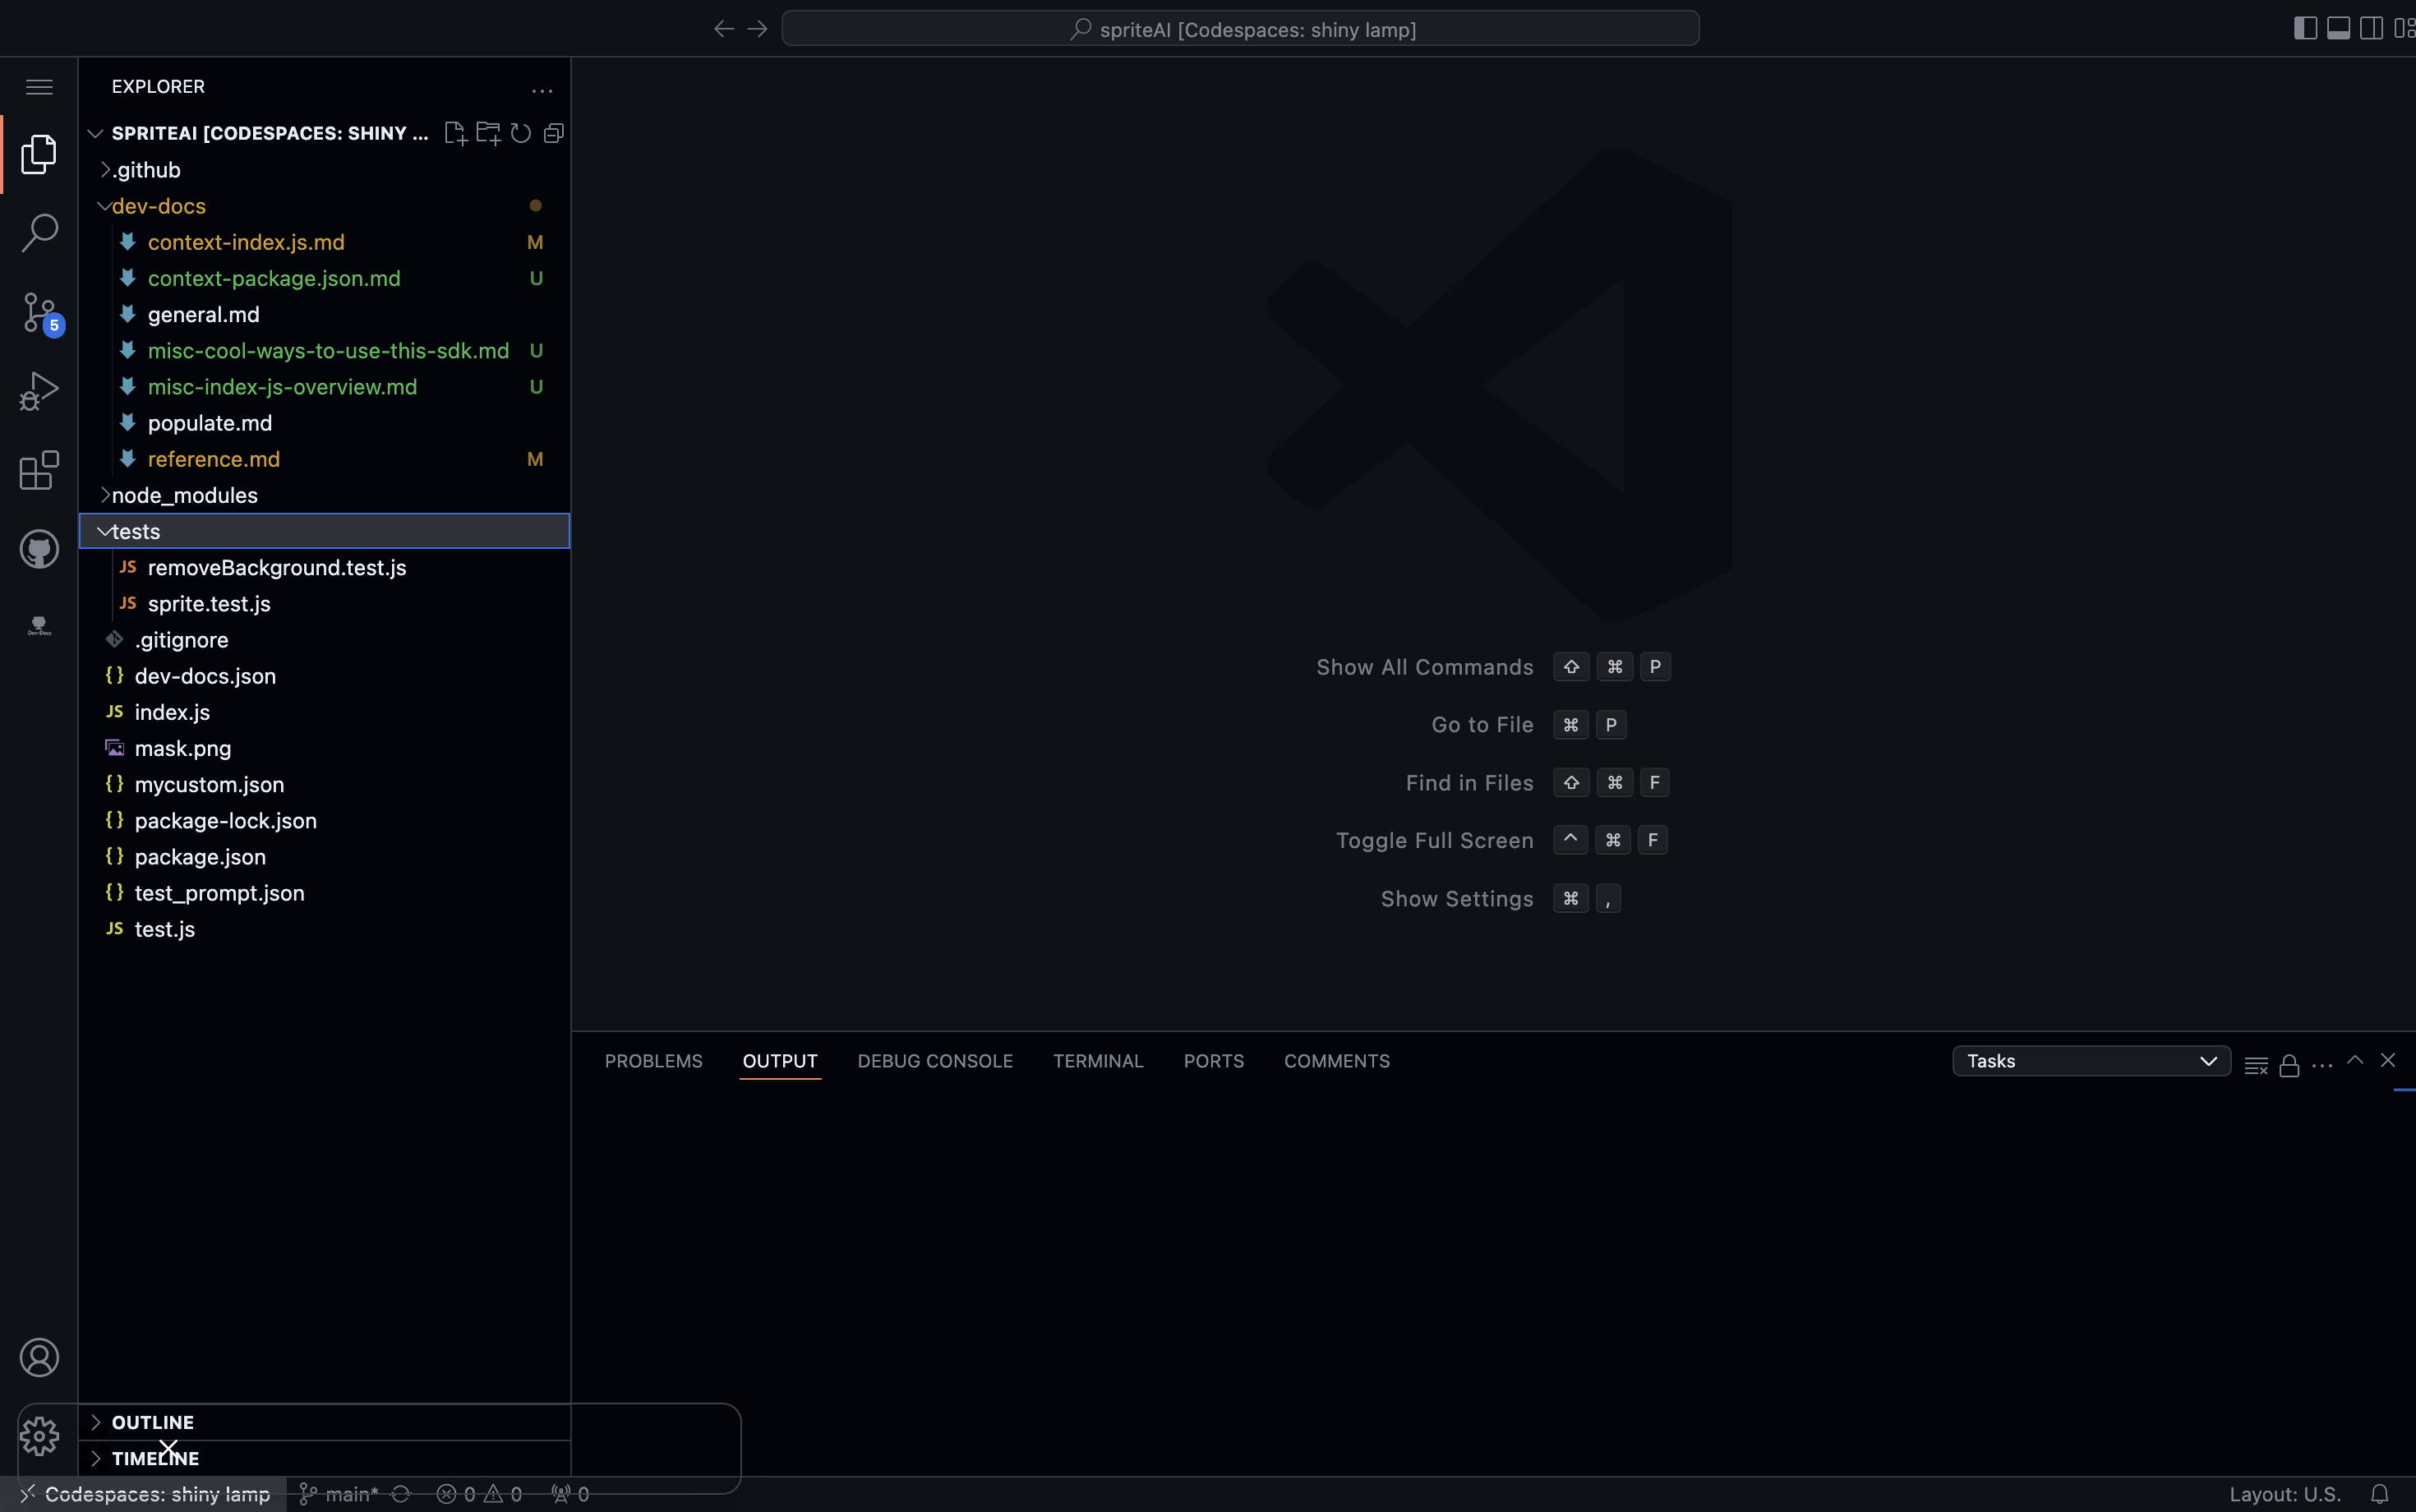 spriteAI [Codespaces: shiny lamp]
EXPLORER
SPRITEAI [CODESPACES: SHINY ...
.github
dev-docs
context-index.js.md M
context-package.json.md U
general.md
misc-cool-ways-to-use-this-sdk.md U
misc-index-js-overview.md U
populate.md
reference.md M
node_modules
tests
JS removeBackground.test.js
JS sprite.test.js
.gitignore
{} dev-docs.json
JS index.js
mask.png
{} mycustom.json
{} package-lock.json
{} package.json
{} test_prompt.json
JS test.js
5
Dev-Docs
OUTLINE
TIMELINE
Show All Commands ⇧ ⌘ P
Go to File ⌘ P
Find in Files ⇧ ⌘ F
Toggle Full Screen ^ ⌘ F
Show Settings ⌘ ,
PROBLEMS OUTPUT DEBUG CONSOLE TERMINAL PORTS COMMENTS
Tasks
Codespaces: shiny lamp main* 0 0 0
Layout: U.S.